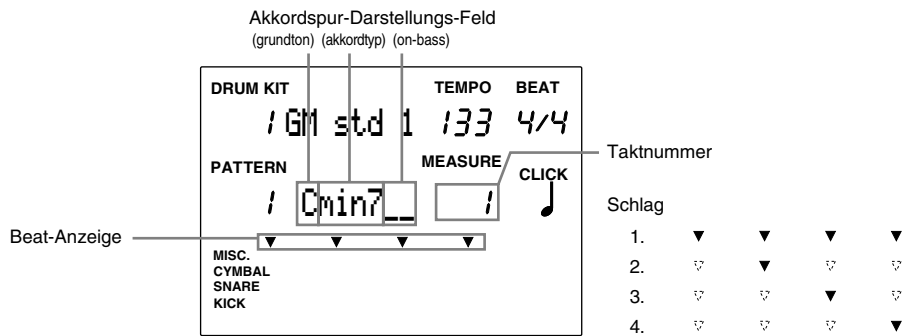 Akkordspur-Darstellungs-Feld
(grundton) (akkordtyp) (on-bass)
DRUM KIT TEMPO BEAT
1 GM std 1 133 4/4
PATTERN MEASURE CLICK
1 Cmin7__ 1
Taktnummer
Beat-Anzeige
MISC.
CYMBAL
SNARE
KICK
Schlag
1.
2.
3.
4.